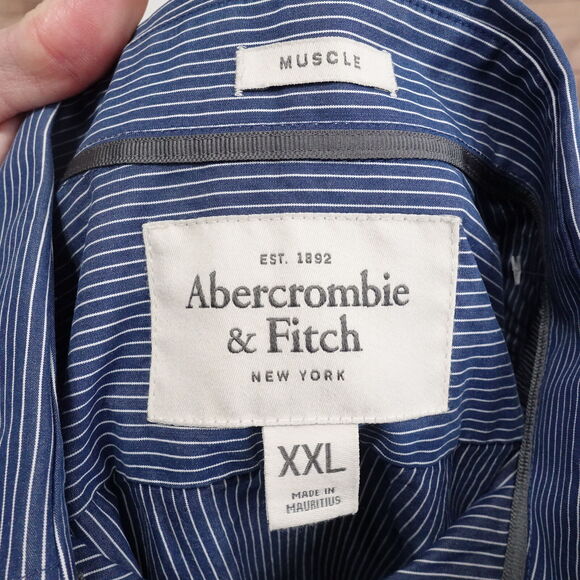 MUSCLE
EST. 1892
Abercrombie
& Fitch
NEW YORK
XXL
MADE IN
MAURITIUS